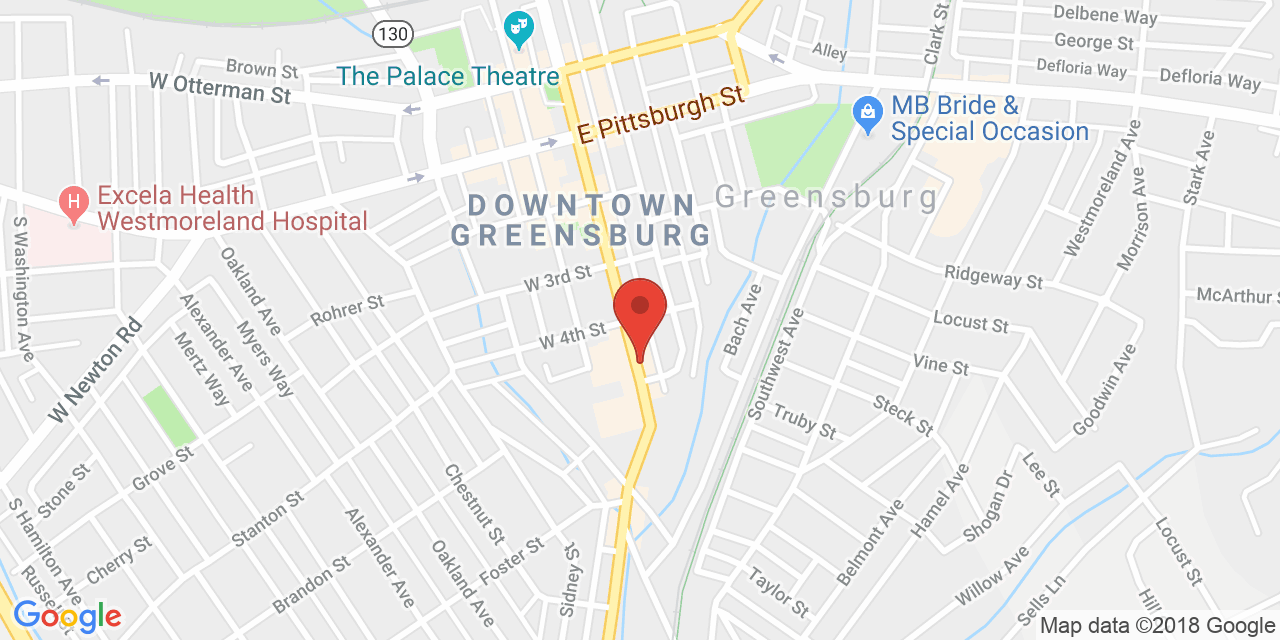 130
Brown St
W Otterman St
The Palace Theatre
E Pittsburgh St
Alley
Clark St
Delbene Way
George St
Defloria Way
Defloria Way
MB Bride &
Special Occasion
Excela Health
Westmoreland Hospital
H
DOWNTOWN
GREENSBURG
Greensburg
Westmoreland Ave
Morrison Ave
Stark Ave
S Washington Ave
Oakland Ave
Rohrer St
W 3rd St
W 4th St
Bach Ave
Southwest Ave
Ridgeway St
McArthur S
Locust St
Vine St
Goodwin Ave
W Newton Rd
Alexander Ave
Myers Way
Mertz Way
Truby St
Steck St
Stone St
Grove St
Stanton St
Chestnut St
Hamel Ave
Shogan Dr
Lee St
S Hamilton Ave
Cherry St
Alexander Ave
Oakland Ave
Foster St
Sidney St
Belmont Ave
Willow Ave
Locust St
Brandon St
Taylor St
Sells Ln
Hill
Google
Map data ©2018 Google